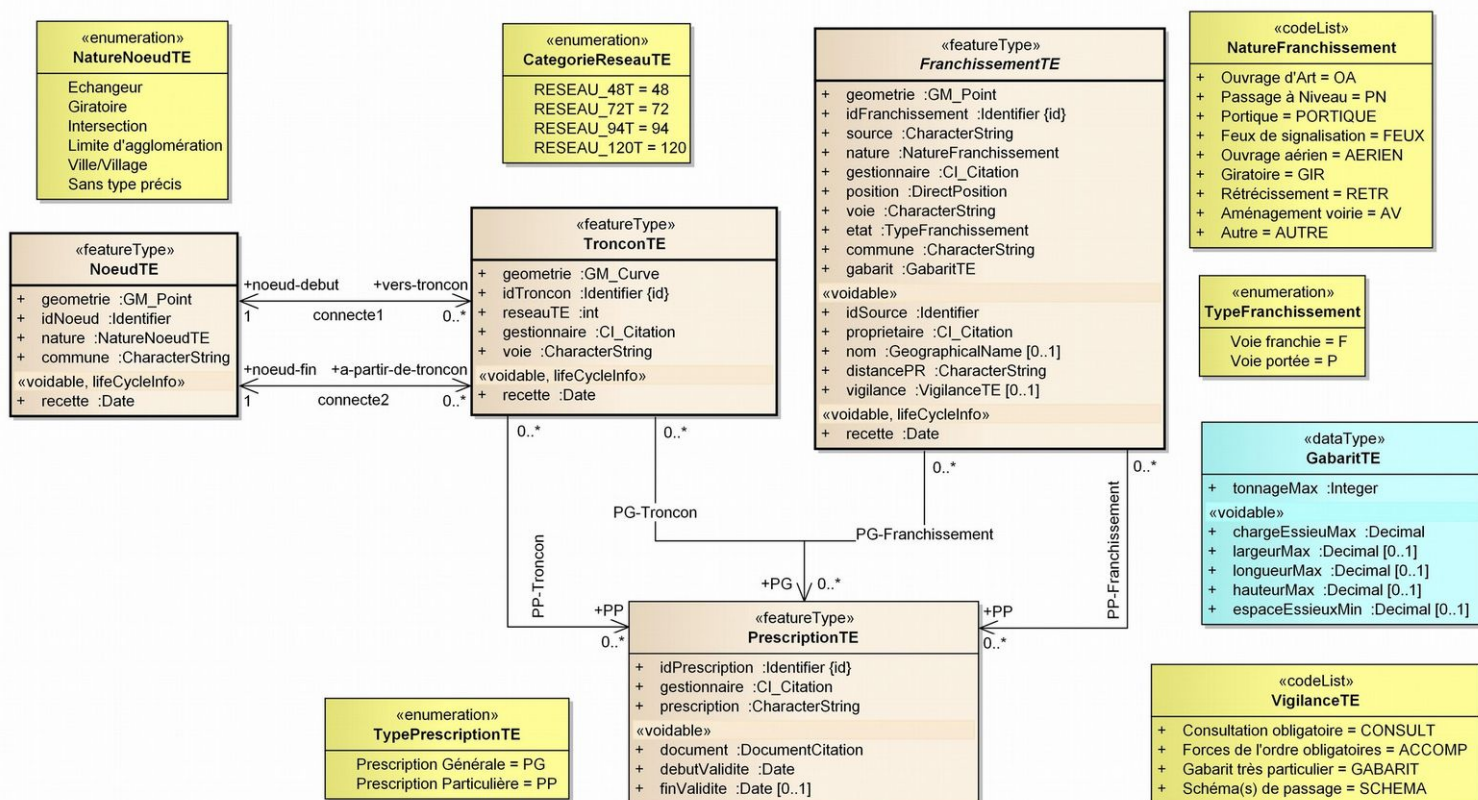 «enumeration»
NatureNoeudTE
Echangeur
Giratoire
Intersection
Limite d'agglomération
Ville/Village
Sans type précis
«enumeration»
CategorieReseauTE
RESEAU_48T = 48
RESEAU_72T = 72
RESEAU_94T = 94
RESEAU_120T = 120
«featureType»
FranchissementTE
+ geometrie :GM_Point
+ idFranchissement :Identifier {id}
+ source :CharacterString
+ nature :NatureFranchissement
+ gestionnaire :CI_Citation
+ position :DirectPosition
+ voie :CharacterString
+ etat :TypeFranchissement
+ commune :CharacterString
+ gabarit :GabaritTE
«voidable»
+ idSource :Identifier
+ proprietaire :CI_Citation
+ nom :GeographicalName [0..1]
+ distancePR :CharacterString
+ vigilance :VigilanceTE [0..1]
«voidable, lifeCycleInfo»
+ recette :Date
«codeList»
NatureFranchissement
+ Ouvrage d'Art = OA
+ Passage à Niveau = PN
+ Portique = PORTIQUE
+ Feux de signalisation = FEUX
+ Ouvrage aérien = AERIEN
+ Giratoire = GIR
+ Rétrécissement = RETR
+ Aménagement voirie = AV
+ Autre = AUTRE
«featureType»
NoeudTE
+ geometrie :GM_Point
+ idNoeud :Identifier
+ nature :NatureNoeudTE
+ commune :CharacterString
«voidable, lifeCycleInfo»
+ recette :Date
+noeud-debut +vers-troncon
1 connecte1 0..*
+noeud-fin +a-partir-de-troncon
1 connecte2 0..*
«featureType»
TronconTE
+ geometrie :GM_Curve
+ idTroncon :Identifier {id}
+ reseauTE :int
+ gestionnaire :CI_Citation
+ voie :CharacterString
«voidable, lifeCycleInfo»
+ recette :Date
«enumeration»
TypeFranchissement
Voie franchie = F
Voie portée = P
«dataType»
GabaritTE
+ tonnageMax :Integer
«voidable»
+ chargeEssieuMax :Decimal
+ largeurMax :Decimal [0..1]
+ longueurMax :Decimal [0..1]
+ hauteurMax :Decimal [0..1]
+ espaceEssieuxMin :Decimal [0..1]
0..*
0..*
0..*
0..*
PG-Troncon
PG-Franchissement
PP-Troncon
PP-Franchissement
+PG 0..*
+PP
0..*
+PP
0..*
«featureType»
PrescriptionTE
+ idPrescription :Identifier {id}
+ gestionnaire :CI_Citation
+ prescription :CharacterString
«voidable»
+ document :DocumentCitation
+ debutValidite :Date
+ finValidite :Date [0..1]
«enumeration»
TypePrescriptionTE
Prescription Générale = PG
Prescription Particulière = PP
«codeList»
VigilanceTE
+ Consultation obligatoire = CONSULT
+ Forces de l'ordre obligatoires = ACCOMP
+ Gabarit très particulier = GABARIT
+ Schéma(s) de passage = SCHEMA